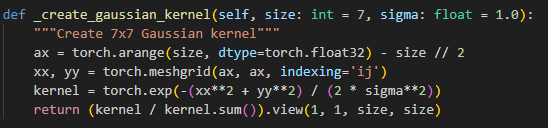 def _create_gaussian_kernel(self, size: int = 7, sigma: float = 1.0):
    """Create 7x7 Gaussian kernel"""
    ax = torch.arange(size, dtype=torch.float32) - size // 2
    xx, yy = torch.meshgrid(ax, ax, indexing='ij')
    kernel = torch.exp(-(xx**2 + yy**2) / (2 * sigma**2))
    return (kernel / kernel.sum()).view(1, 1, size, size)